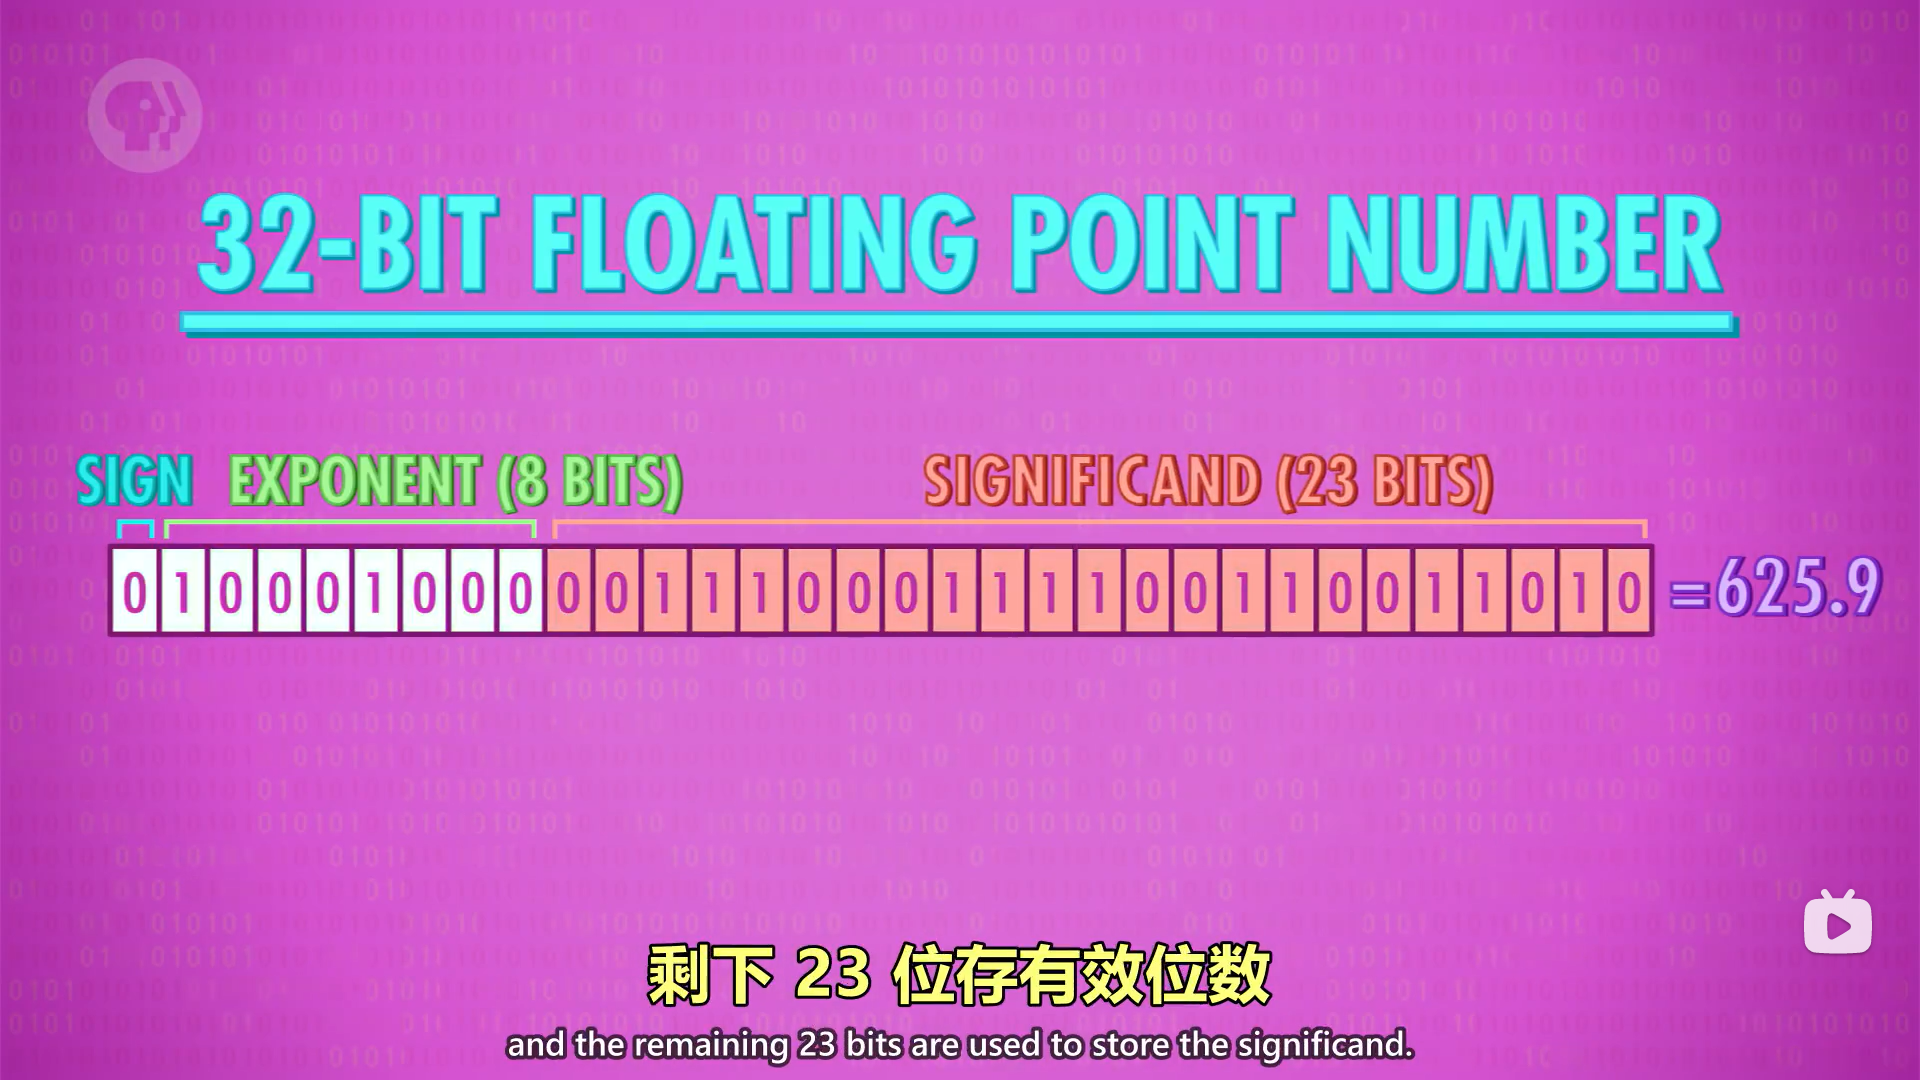 32-BIT FLOATING POINT NUMBER
SIGN EXPONENT (8 BITS) SIGNIFICAND (23 BITS)
0 1 0 0 0 1 0 0 0 0 0 1 1 1 0 0 0 1 1 1 1 0 0 1 1 0 0 1 1 0 1 0 =625.9
剩下 23 位存有效位数
and the remaining 23 bits are used to store the significand.